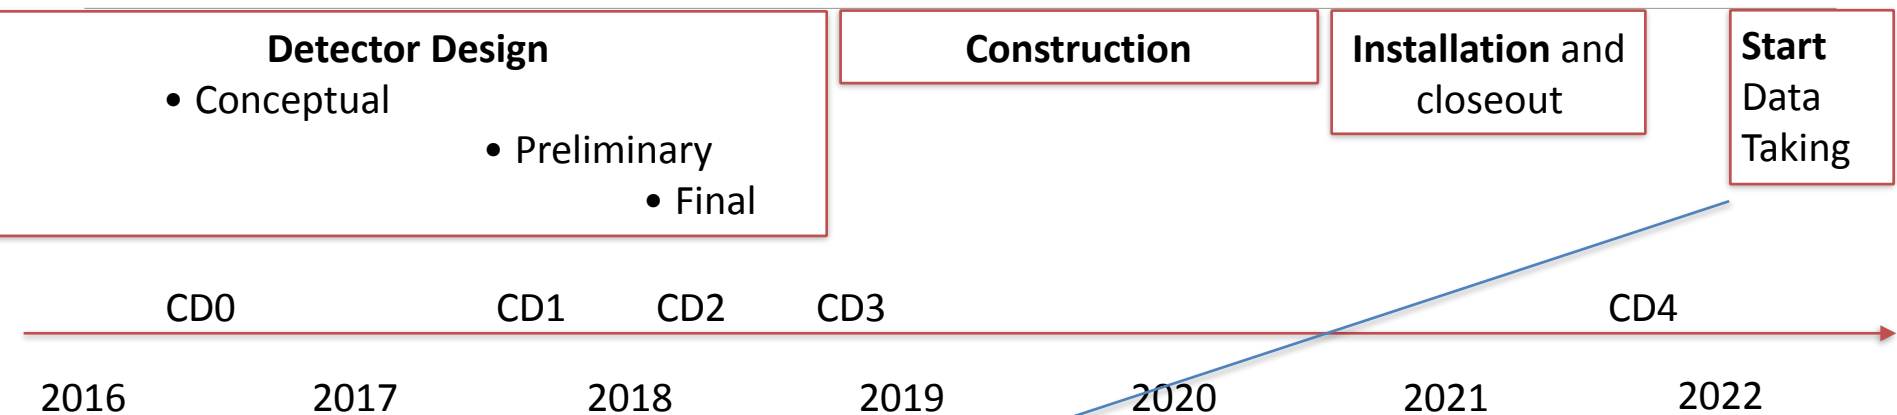 Detector Design
• Conceptual
• Preliminary
• Final
Construction
Installation and
closeout
Start
Data
Taking
CD0 CD1 CD2 CD3 CD4
2016 2017 2018 2019 2020 2021 2022